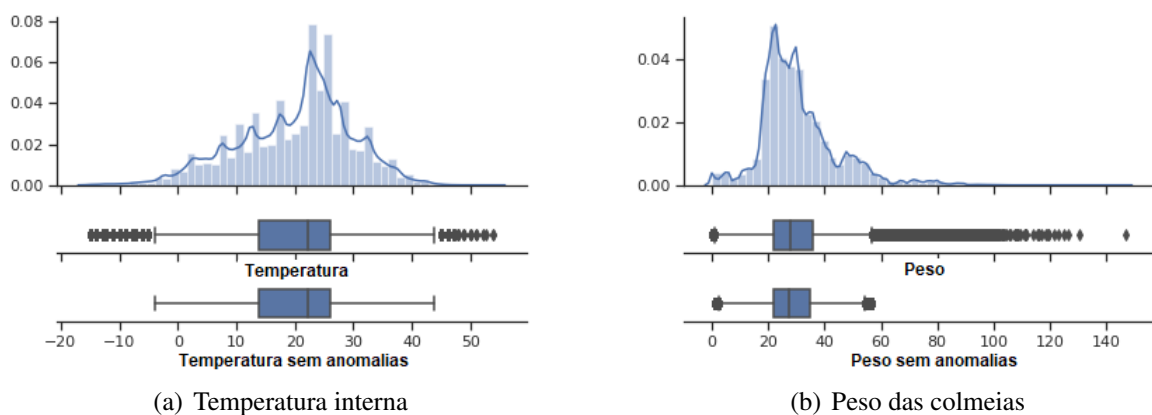 0.08
0.06
0.04
0.02
0.00
Temperatura
−20 −10 0 10 20 30 40 50
Temperatura sem anomalias
(a) Temperatura interna
0.04
0.02
0.00
Peso
0 20 40 60 80 100 120 140
Peso sem anomalias
(b) Peso das colmeias